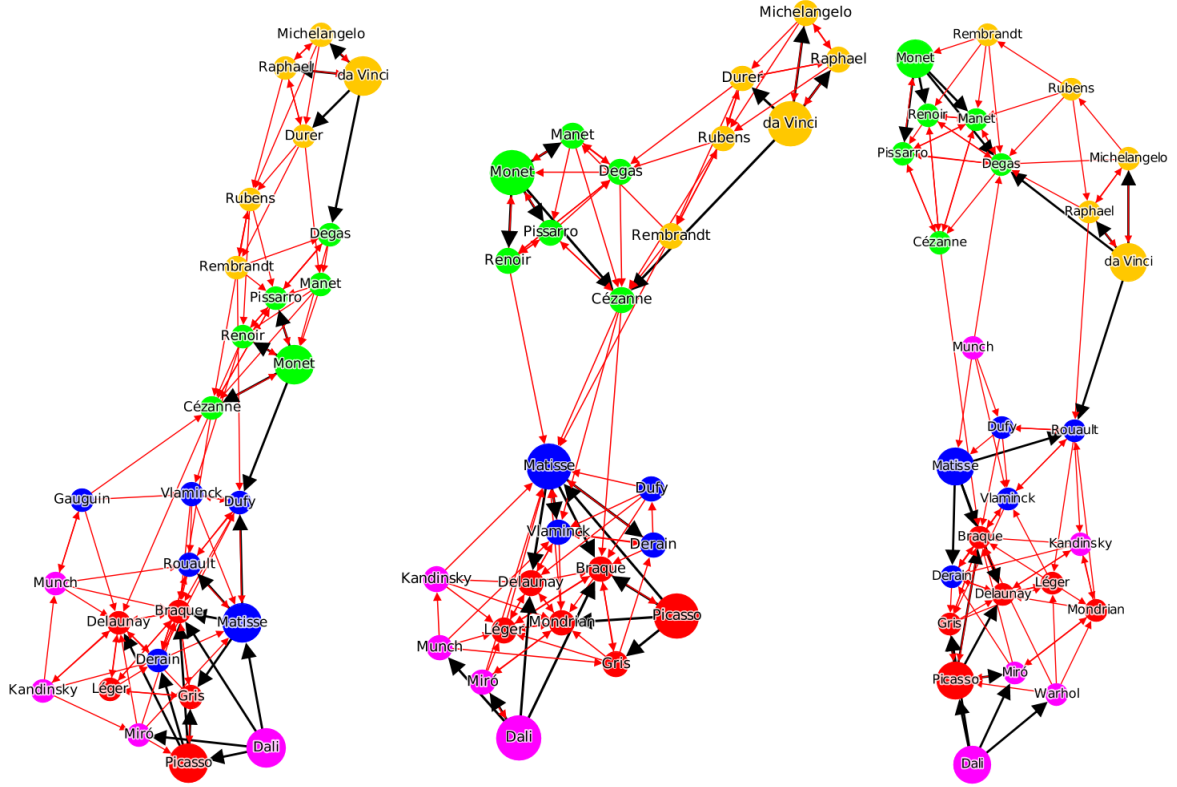 Michelangelo
Raphael
da Vinci
Durer
Rubens
Degas
Rembrandt
Manet
Pissarro
Renoir
Monet
Cézanne
Gauguin
Vlaminck
Dufy
Rouault
Munch
Braque
Delaunay
Matisse
Derain
Kandinsky
Léger
Gris
Miró
Dali
Picasso
Michelangelo
Raphael
Durer
da Vinci
Rubens
Manet
Monet
Degas
Pissarro
Rembrandt
Renoir
Cézanne
Matisse
Dufy
Vlaminck
Derain
Braque
Kandinsky
Delaunay
Picasso
Léger
Mondrian
Munch
Gris
Miró
Dali
Rembrandt
Monet
Rubens
Renoir
Manet
Pissarro
Degas
Michelangelo
Raphael
Cézanne
da Vinci
Munch
Dufy
Rouault
Matisse
Vlaminck
Braque
Kandinsky
Derain
Léger
Delaunay
Mondrian
Gris
Miró
Picasso
Warhol
Dali